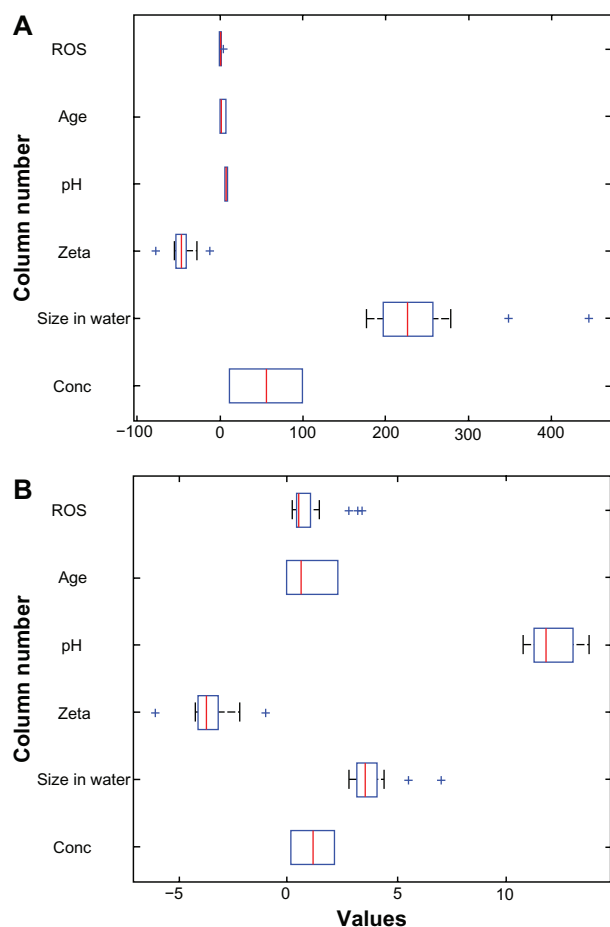 A
Column number
ROS
Age
pH
Zeta
Size in water
Conc
−100 0 100 200 300 400
B
Column number
ROS
Age
pH
Zeta
Size in water
Conc
−5 0 5 10
Values